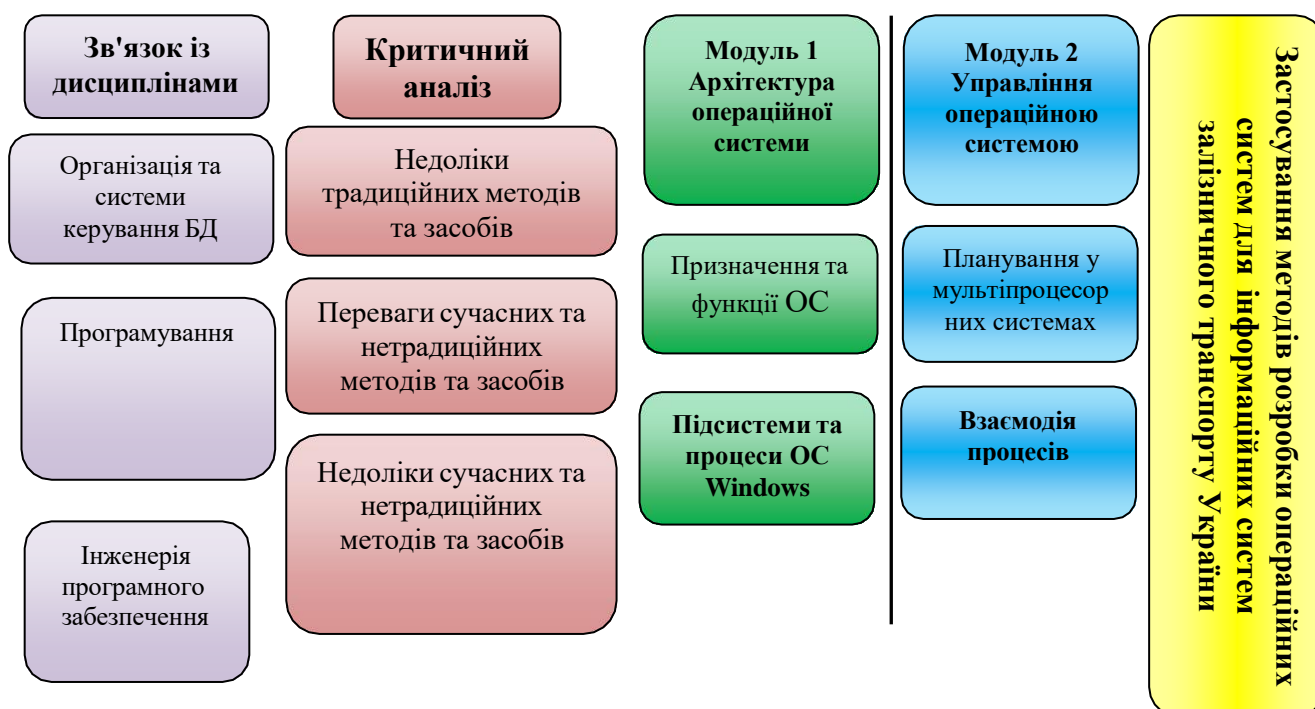 Зв'язок із
дисциплінами
Організація та
системи
керування БД
Програмування
Інженерія
програмного
забезпечення
Критичний
аналіз
Недоліки
традиційних методів
та засобів
Переваги сучасних та
нетрадиційних
методів та засобів
Недоліки сучасних та
нетрадиційних
методів та засобів
Модуль 1
Архітектура
операційної
системи
Призначення та
функції ОС
Підсистеми та
процеси ОС
Windows
Модуль 2
Управління
операційною
системою
Планування у
мультіпроцесор
них системах
Взаємодія
процесів
Застосування методів розробки операційних
систем для інформаційних систем
залізничного транспорту України